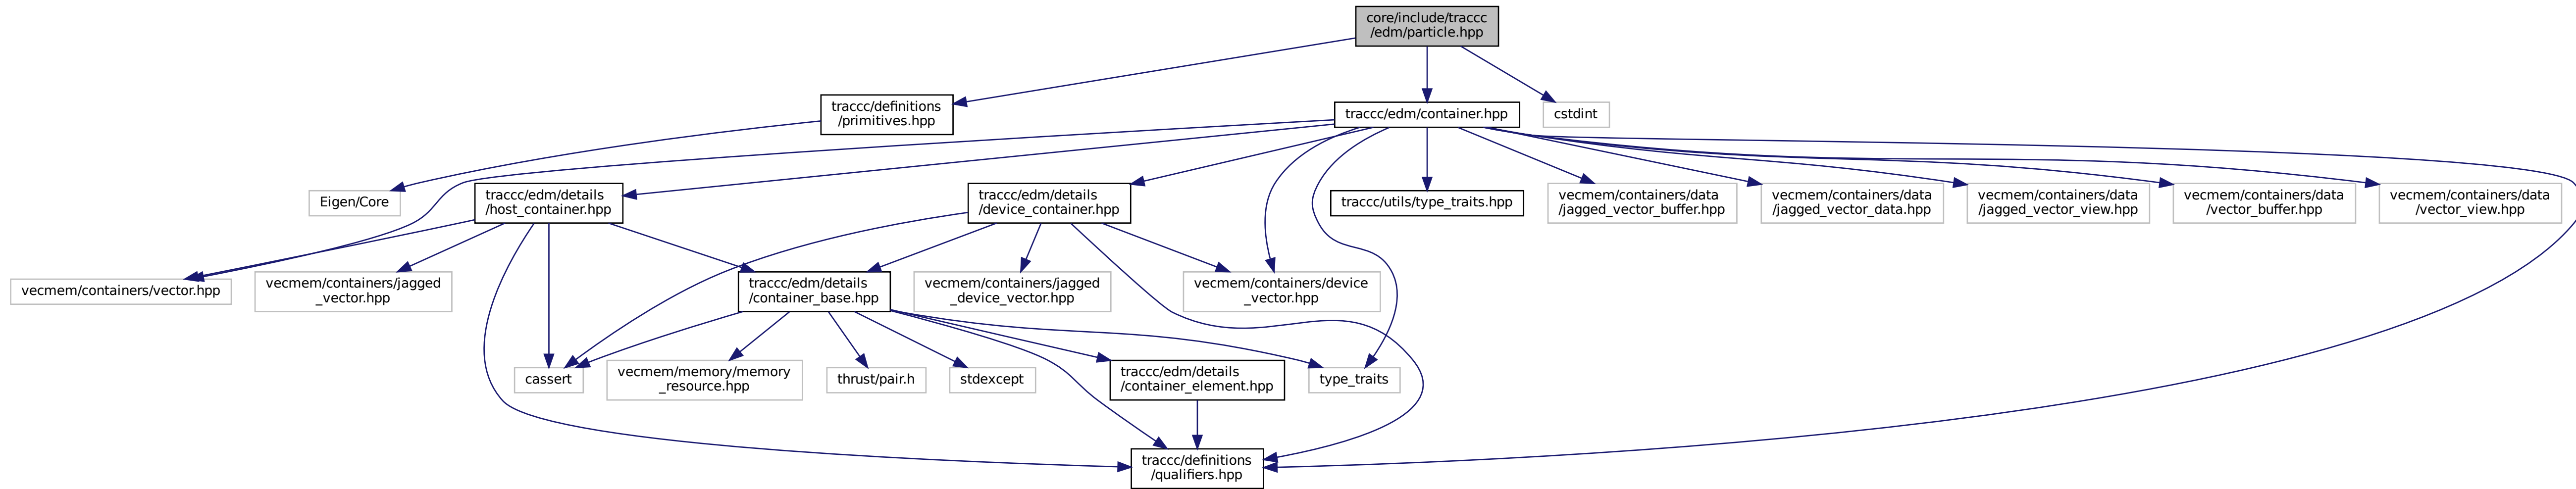 core/include/traccc
/edm/particle.hpp
traccc/definitions
/primitives.hpp
traccc/edm/container.hpp
cstdint
Eigen/Core
traccc/edm/details
/host_container.hpp
traccc/edm/details
/device_container.hpp
traccc/utils/type_traits.hpp
vecmem/containers/data
/jagged_vector_buffer.hpp
vecmem/containers/data
/jagged_vector_data.hpp
vecmem/containers/data
/jagged_vector_view.hpp
vecmem/containers/data
/vector_buffer.hpp
vecmem/containers/data
/vector_view.hpp
vecmem/containers/vector.hpp
vecmem/containers/jagged
_vector.hpp
traccc/edm/details
/container_base.hpp
vecmem/containers/jagged
_device_vector.hpp
vecmem/containers/device
_vector.hpp
cassert
vecmem/memory/memory
_resource.hpp
thrust/pair.h
stdexcept
traccc/edm/details
/container_element.hpp
type_traits
traccc/definitions
/qualifiers.hpp